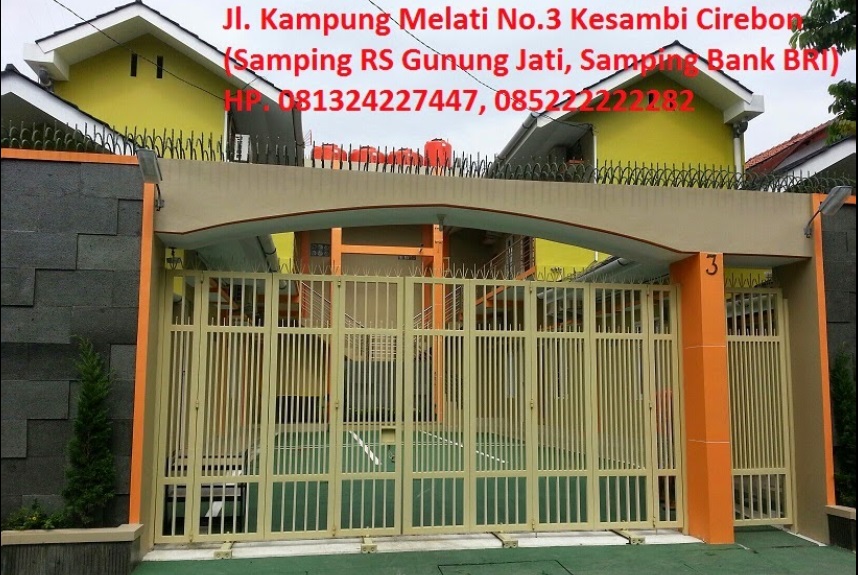 Jl. Kampung Melati No.3 Kesambi Cirebon
(Samping RS Gunung Jati, Samping Bank BRI)
HP. 081324227447, 085222222282
3